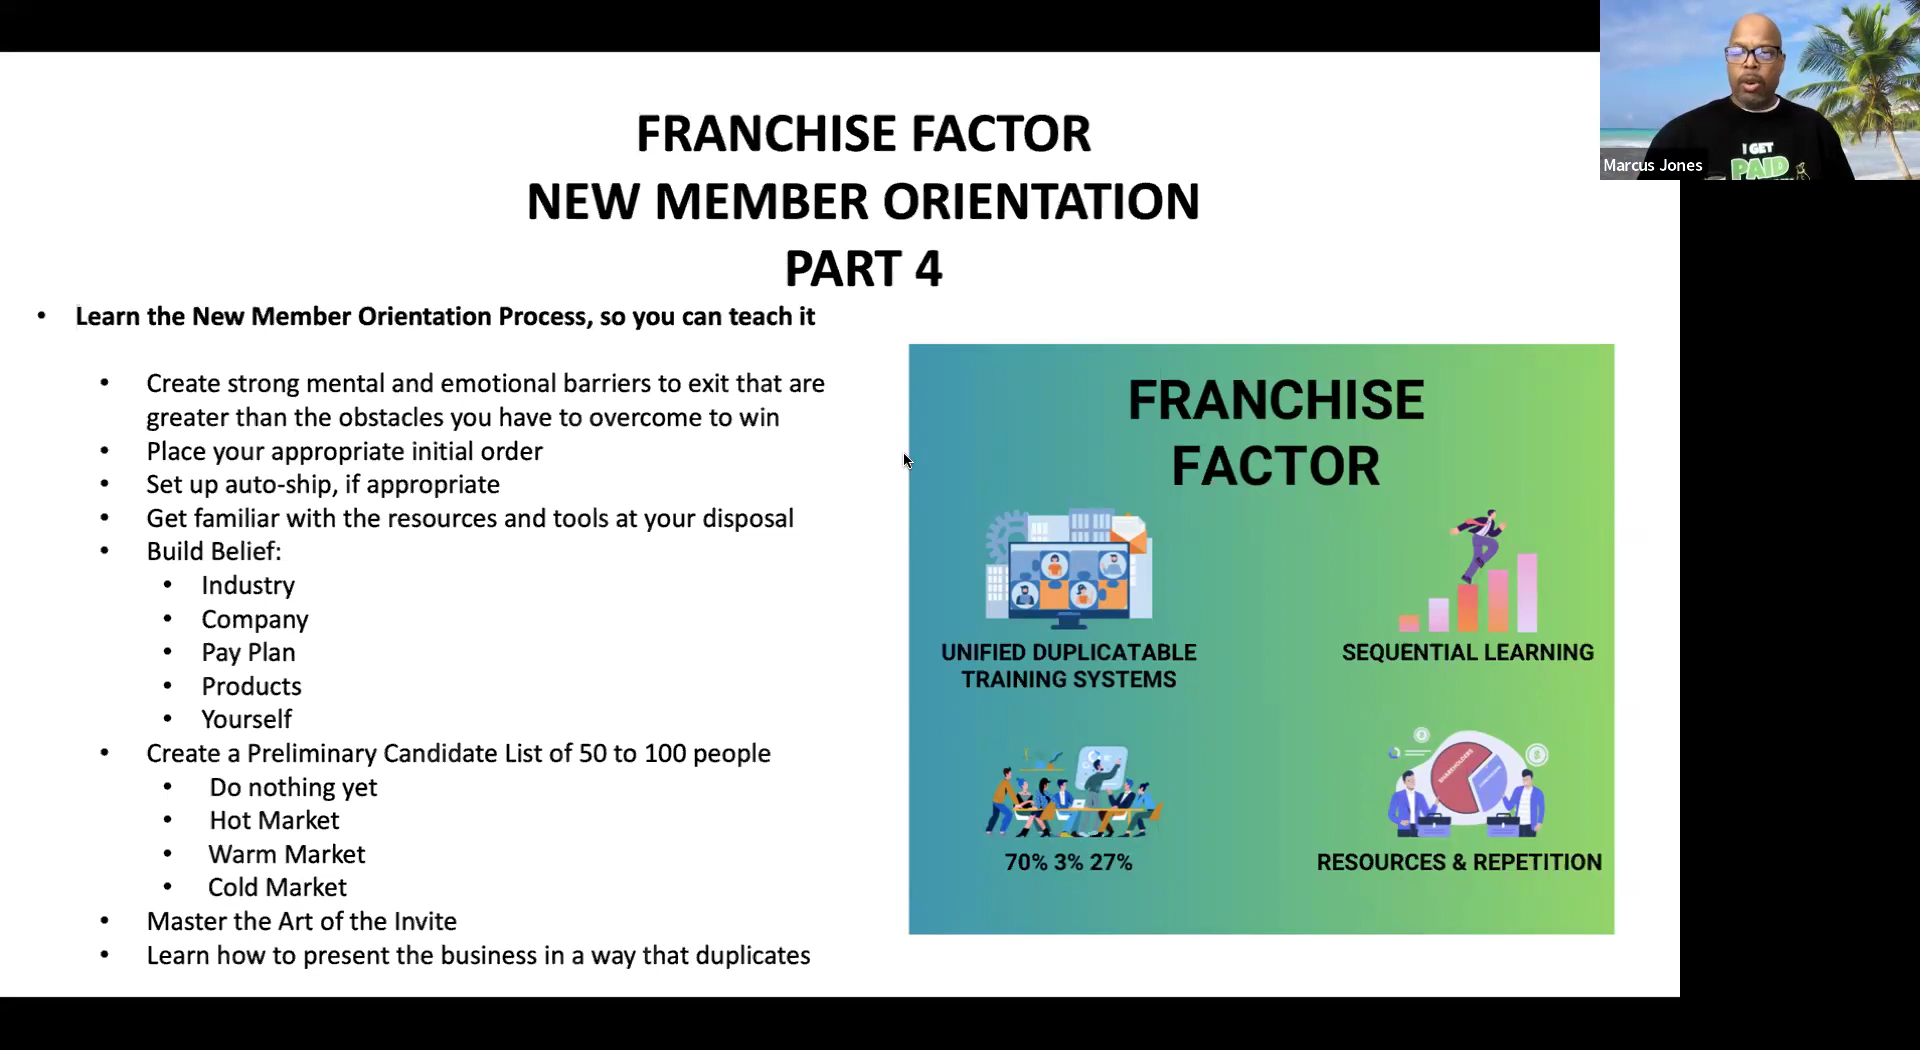 FRANCHISE FACTOR
NEW MEMBER ORIENTATION
PART 4
• Learn the New Member Orientation Process, so you can teach it
• Create strong mental and emotional barriers to exit that are
greater than the obstacles you have to overcome to win
• Place your appropriate initial order
• Set up auto-ship, if appropriate
• Get familiar with the resources and tools at your disposal
• Build Belief:
• Industry
• Company
• Pay Plan
• Products
• Yourself
• Create a Preliminary Candidate List of 50 to 100 people
• Do nothing yet
• Hot Market
• Warm Market
• Cold Market
• Master the Art of the Invite
• Learn how to present the business in a way that duplicates
FRANCHISE
FACTOR
UNIFIED DUPLICATABLE
TRAINING SYSTEMS
SEQUENTIAL LEARNING
70% 3% 27%
SHAREHOLDERS
RESOURCES & REPETITION
I GET
PAID
Marcus Jones